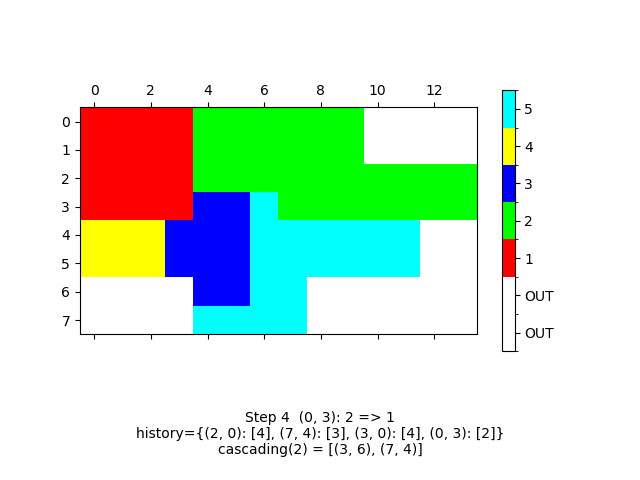 0 2 4 6 8 10 12
0
1
2
3
4
5
6
7
5
4
3
2
1
OUT
OUT
Step 4  (0, 3): 2 => 1
history={(2, 0): [4], (7, 4): [3], (3, 0): [4], (0, 3): [2]}
cascading(2) = [(3, 6), (7, 4)]